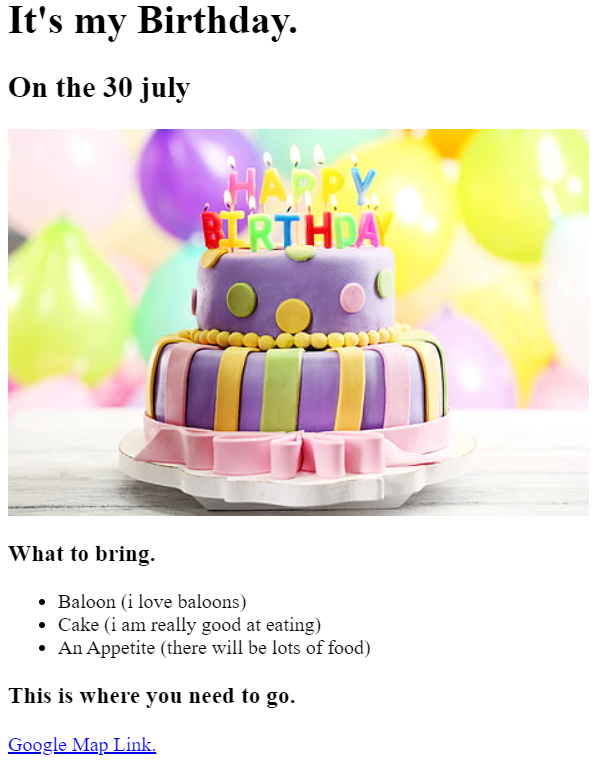 It's my Birthday.
On the 30 july
HAPPY
BIRTHDAY
What to bring.
Baloon (i love baloons)
Cake (i am really good at eating)
An Appetite (there will be lots of food)
This is where you need to go.
Google Map Link.